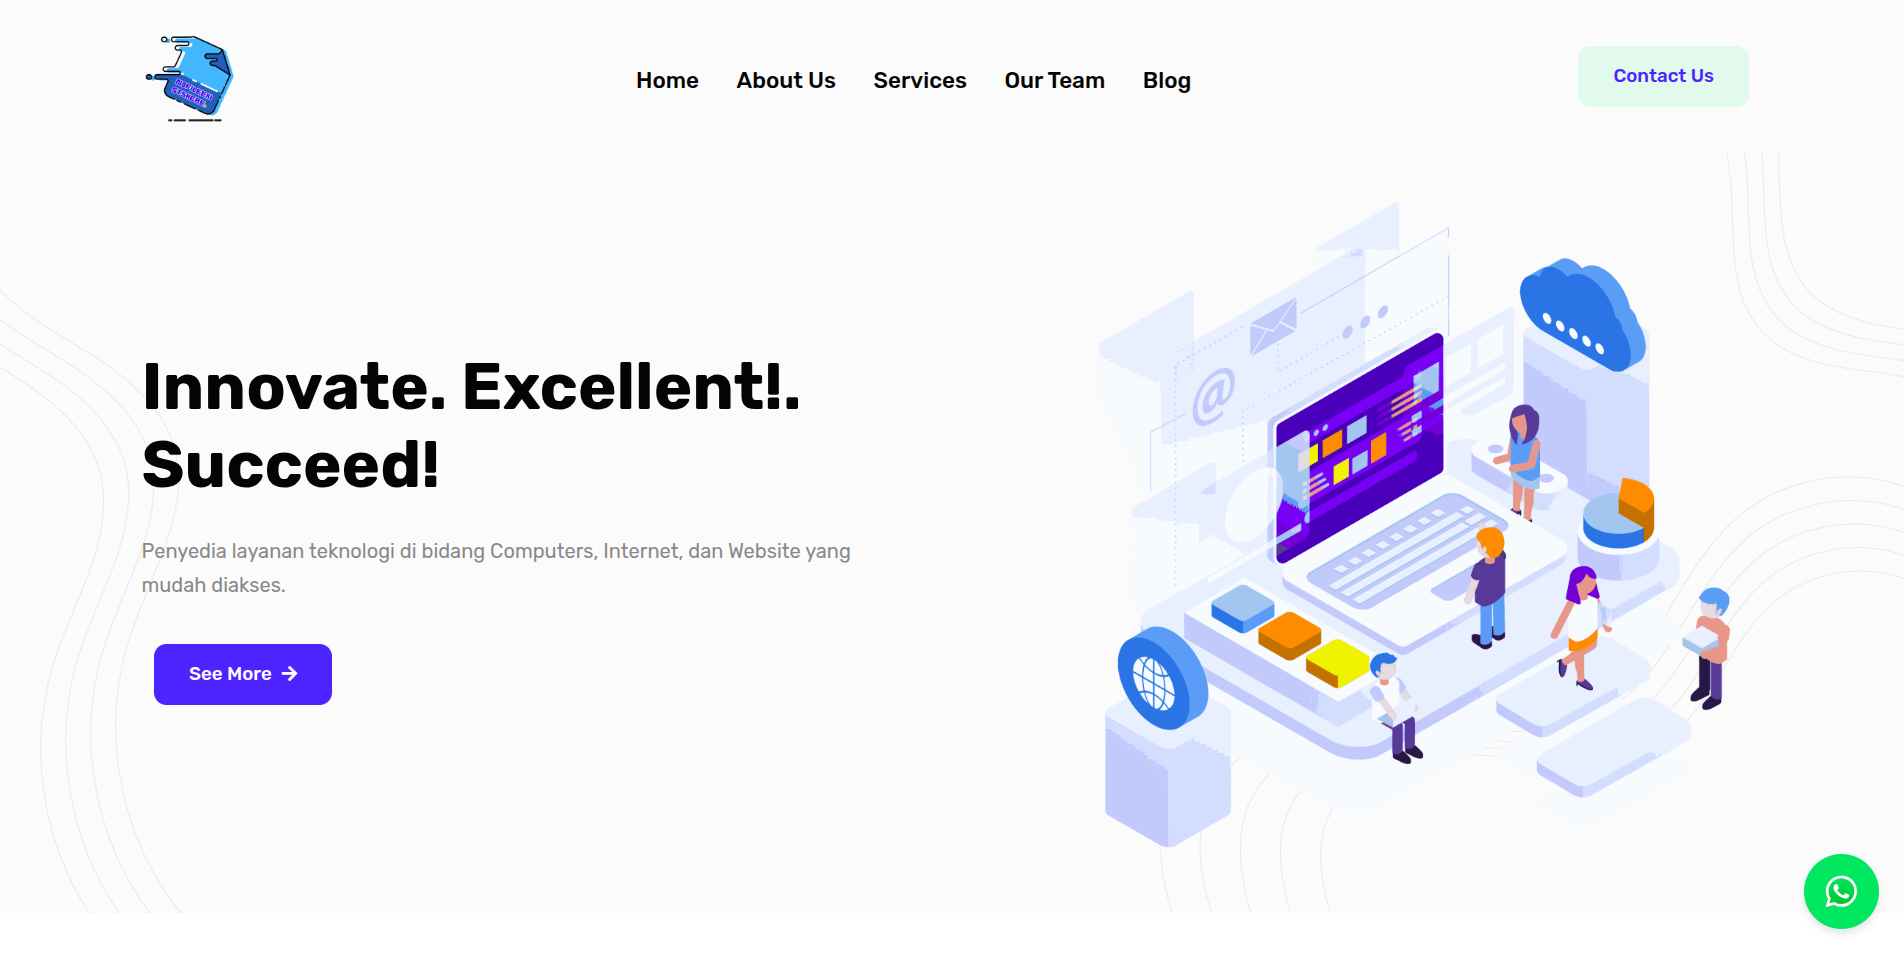 Home About Us Services Our Team Blog
Contact Us
Innovate. Excellent!.
Succeed!
Penyedia layanan teknologi di bidang Computers, Internet, dan Website yang
mudah diakses.
See More
@